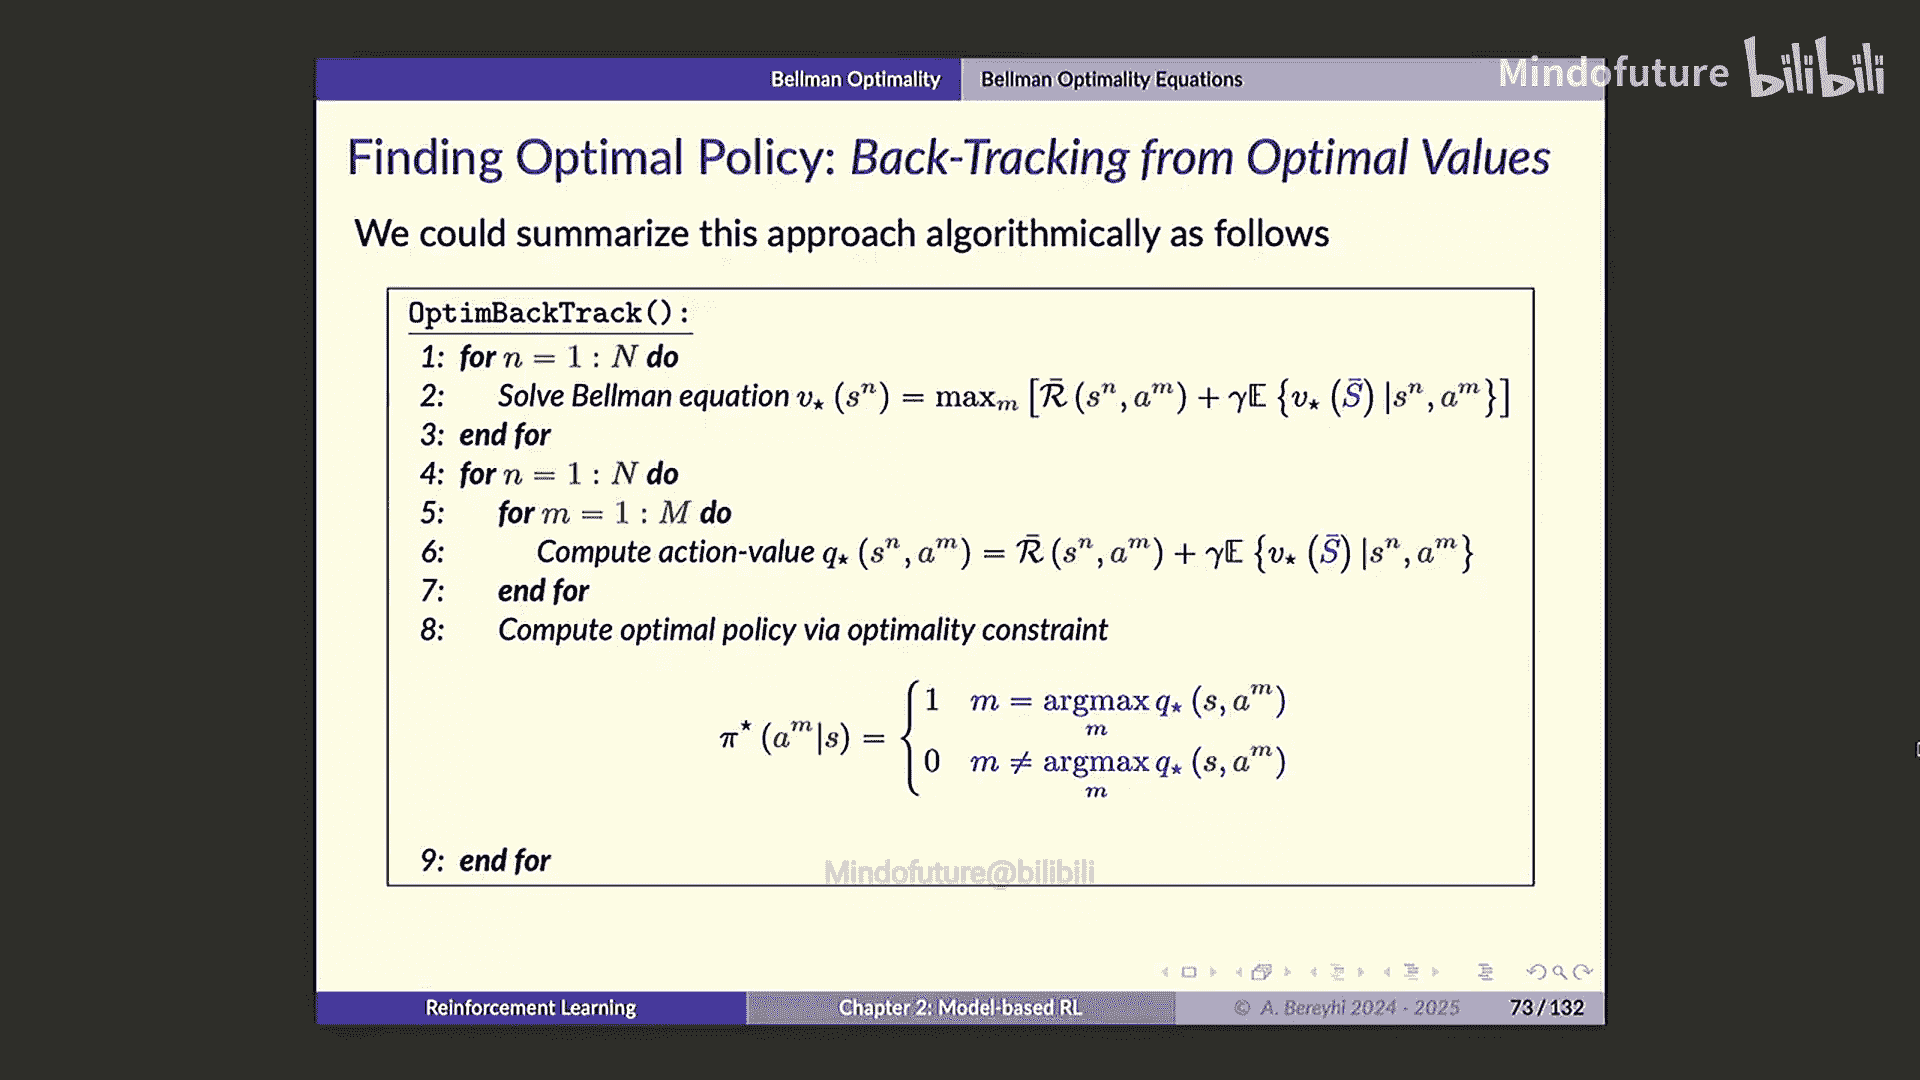 Mindofuture bilibili
Bellman Optimality Bellman Optimality Equations
Finding Optimal Policy: Back-Tracking from Optimal Values
We could summarize this approach algorithmically as follows
OptimBackTrack():
1: for n = 1 : N do
2: Solve Bellman equation v⋆ (sⁿ) = maxₘ [R̄ (sⁿ, aᵐ) + γ𝔼 {v⋆ (S̄) |sⁿ, aᵐ}]
3: end for
4: for n = 1 : N do
5: for m = 1 : M do
6: Compute action-value q⋆ (sⁿ, aᵐ) = R̄ (sⁿ, aᵐ) + γ𝔼 {v⋆ (S̄) |sⁿ, aᵐ}
7: end for
8: Compute optimal policy via optimality constraint
π⋆ (aᵐ|s) = { 1 m = argmaxₘ q⋆ (s, aᵐ)
0 m ≠ argmaxₘ q⋆ (s, aᵐ)
9: end for
Mindofuture@bilibili
Reinforcement Learning Chapter 2: Model-based RL © A. Bereyhi 2024 - 2025 73 / 132